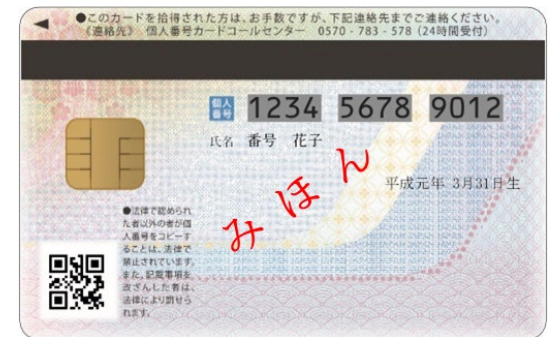 ●このカードを拾得された方は、お手数ですが、下記連絡先までご連絡ください。
《連絡先》 個人番号カードコールセンター 0570-783-578 (24時間受付)
個人番号 1234 5678 9012
氏名 番号 花子
平成元年 3月31日生
みほん
●法律で認められ
た者以外の者が個
人番号をコピーす
ることは、法律で
禁止されています。
また、記載事項を
改ざんした者は、
法律により罰せら
れます。